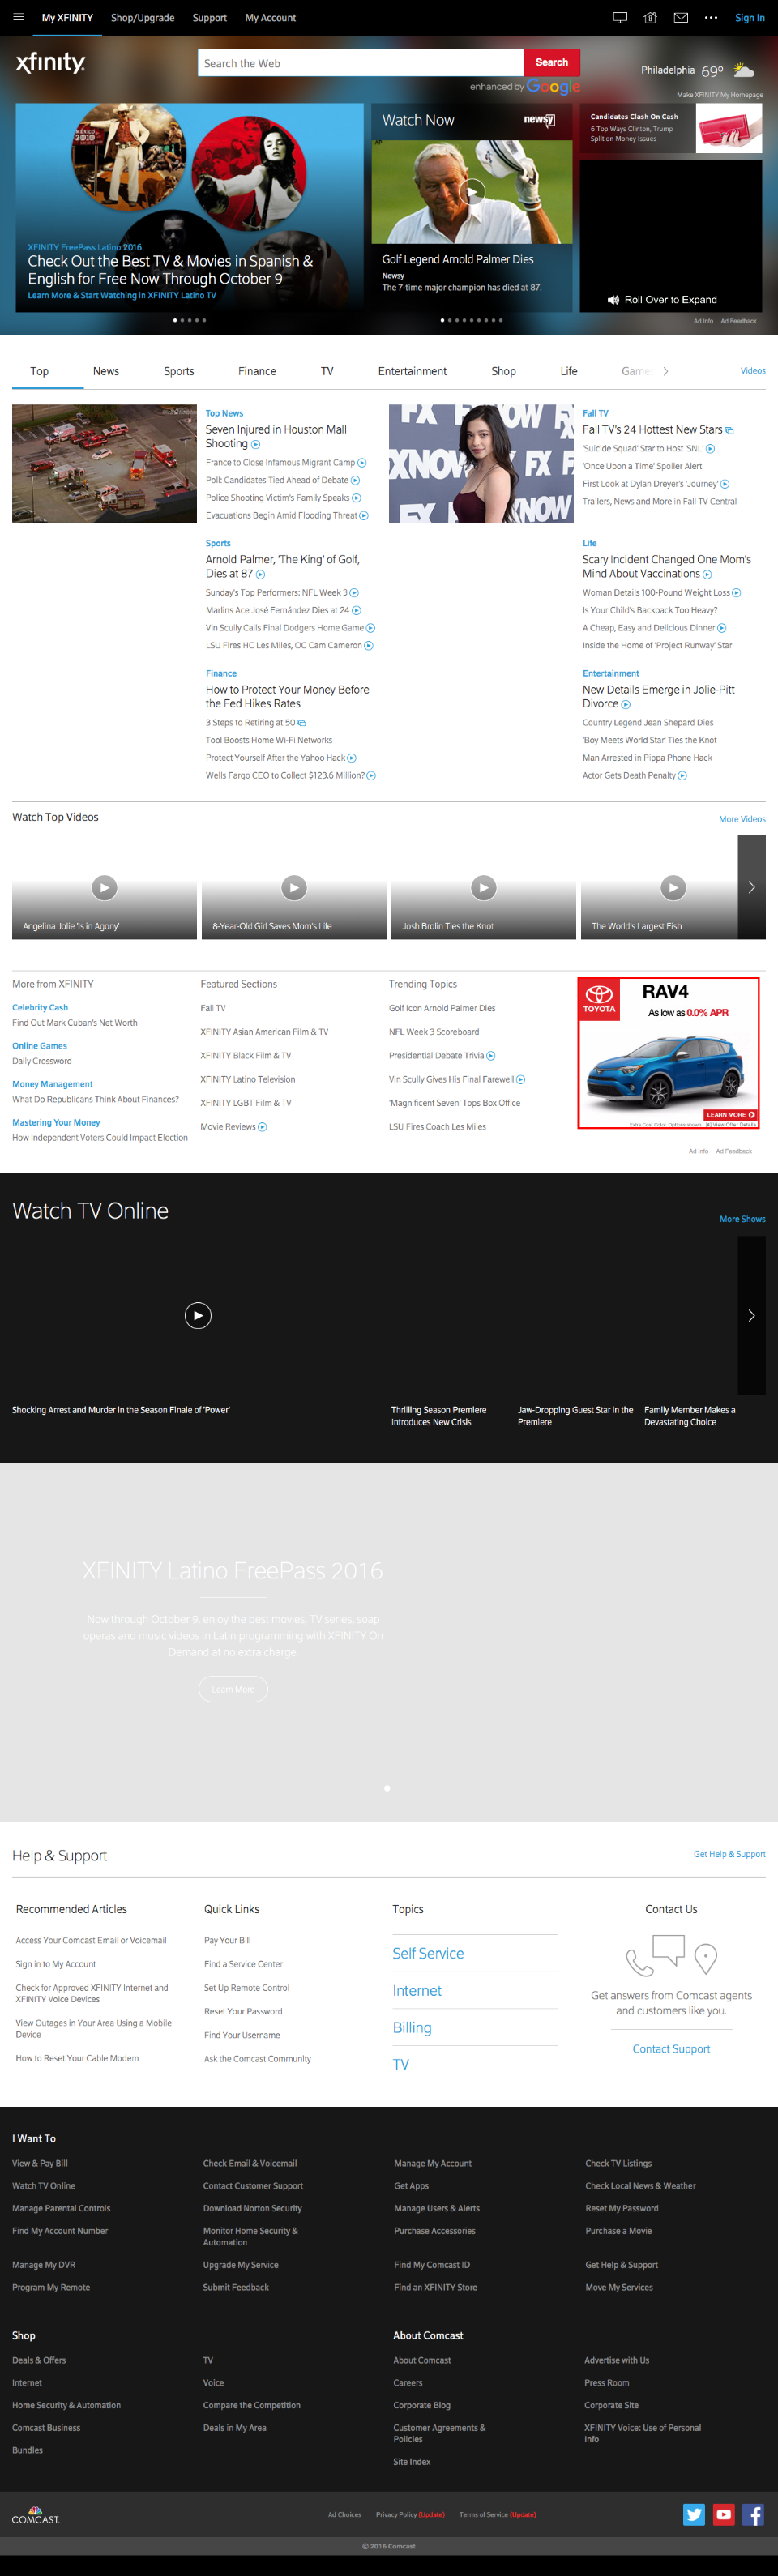 My XFINITY
Shop/Upgrade
Support
My Account
Sign In
xfinity
Search the Web
Search
enhanced by Google
Philadelphia 69°
Make XFINITY My Homepage
MEXICO
2010
XFINITY FreePass Latino 2016
Check Out the Best TV & Movies in Spanish &
English for Free Now Through October 9
Learn More & Start Watching in XFINITY Latino TV
Watch Now
newsy
AP
Golf Legend Arnold Palmer Dies
Newsy
The 7-time major champion has died at 87.
Candidates Clash On Cash
6 Top Ways Clinton, Trump
Split on Money Issues
Roll Over to Expand
Ad Info
Ad Feedback
Top
News
Sports
Finance
TV
Entertainment
Shop
Life
Game
Videos
Top News
Seven Injured in Houston Mall
Shooting
France to Close Infamous Migrant Camp
Poll: Candidates Tied Ahead of Debate
Police Shooting Victim's Family Speaks
Evacuations Begin Amid Flooding Threat
FX
NOW
FX
NOW
FX
NOW
Fall TV
Fall TV's 24 Hottest New Stars
'Suicide Squad' Star to Host 'SNL'
'Once Upon a Time' Spoiler Alert
First Look at Dylan Dreyer's 'Journey'
Trailers, News and More in Fall TV Central
Sports
Arnold Palmer, 'The King' of Golf,
Dies at 87
Sunday's Top Performers: NFL Week 3
Marlins Ace José Fernández Dies at 24
Vin Scully Calls Final Dodgers Home Game
LSU Fires HC Les Miles, OC Cam Cameron
Life
Scary Incident Changed One Mom's
Mind About Vaccinations
Woman Details 100-Pound Weight Loss
Is Your Child's Backpack Too Heavy?
A Cheap, Easy and Delicious Dinner
Inside the Home of 'Project Runway' Star
Finance
How to Protect Your Money Before
the Fed Hikes Rates
3 Steps to Retiring at 50
Tool Boosts Home Wi-Fi Networks
Protect Yourself After the Yahoo Hack
Wells Fargo CEO to Collect $123.6 Million?
Entertainment
New Details Emerge in Jolie-Pitt
Divorce
Country Legend Jean Shepard Dies
'Boy Meets World Star' Ties the Knot
Man Arrested in Pippa Phone Hack
Actor Gets Death Penalty
Watch Top Videos
More Videos
Angelina Jolie 'Is in Agony'
8-Year-Old Girl Saves Mom's Life
Josh Brolin Ties the Knot
The World's Largest Fish
More from XFINITY
Celebrity Cash
Find Out Mark Cuban's Net Worth
Online Games
Daily Crossword
Money Management
What Do Republicans Think About Finances?
Mastering Your Money
How Independent Voters Could Impact Election
Featured Sections
Fall TV
XFINITY Asian American Film & TV
XFINITY Black Film & TV
XFINITY Latino Television
XFINITY LGBT Film & TV
Movie Reviews
Trending Topics
Golf Icon Arnold Palmer Dies
NFL Week 3 Scoreboard
Presidential Debate Trivia
Vin Scully Gives His Final Farewell
'Magnificent Seven' Tops Box Office
LSU Fires Coach Les Miles
TOYOTA
RAV4
As low as 0.0% APR
LEARN MORE
Extra Cost Color. Options shown. [X] View Offer Details
Ad Info
Ad Feedback
Watch TV Online
More Shows
Shocking Arrest and Murder in the Season Finale of 'Power'
Thrilling Season Premiere
Introduces New Crisis
Jaw-Dropping Guest Star in the
Premiere
Family Member Makes a
Devastating Choice
XFINITY Latino FreePass 2016
Now through October 9, enjoy the best movies, TV series, soap
operas and music videos in Latin programming with XFINITY On
Demand at no extra charge.
Learn More
Help & Support
Get Help & Support
Recommended Articles
Access Your Comcast Email or Voicemail
Sign in to My Account
Check for Approved XFINITY Internet and
XFINITY Voice Devices
View Outages in Your Area Using a Mobile
Device
How to Reset Your Cable Modem
Quick Links
Pay Your Bill
Find a Service Center
Set Up Remote Control
Reset Your Password
Find Your Username
Ask the Comcast Community
Topics
Self Service
Internet
Billing
TV
Contact Us
Get answers from Comcast agents
and customers like you.
Contact Support
I Want To
View & Pay Bill
Check Email & Voicemail
Manage My Account
Check TV Listings
Watch TV Online
Contact Customer Support
Get Apps
Check Local News & Weather
Manage Parental Controls
Download Norton Security
Manage Users & Alerts
Reset My Password
Find My Account Number
Monitor Home Security &
Automation
Purchase Accessories
Purchase a Movie
Manage My DVR
Upgrade My Service
Find My Comcast ID
Get Help & Support
Program My Remote
Submit Feedback
Find an XFINITY Store
Move My Services
Shop
Deals & Offers
Internet
Home Security & Automation
Comcast Business
Bundles
TV
Voice
Compare the Competition
Deals in My Area
About Comcast
About Comcast
Careers
Corporate Blog
Customer Agreements &
Policies
Site Index
Advertise with Us
Press Room
Corporate Site
XFINITY Voice: Use of Personal
Info
COMCAST
Ad Choices
Privacy Policy (Update)
Terms of Service (Update)
© 2016 Comcast